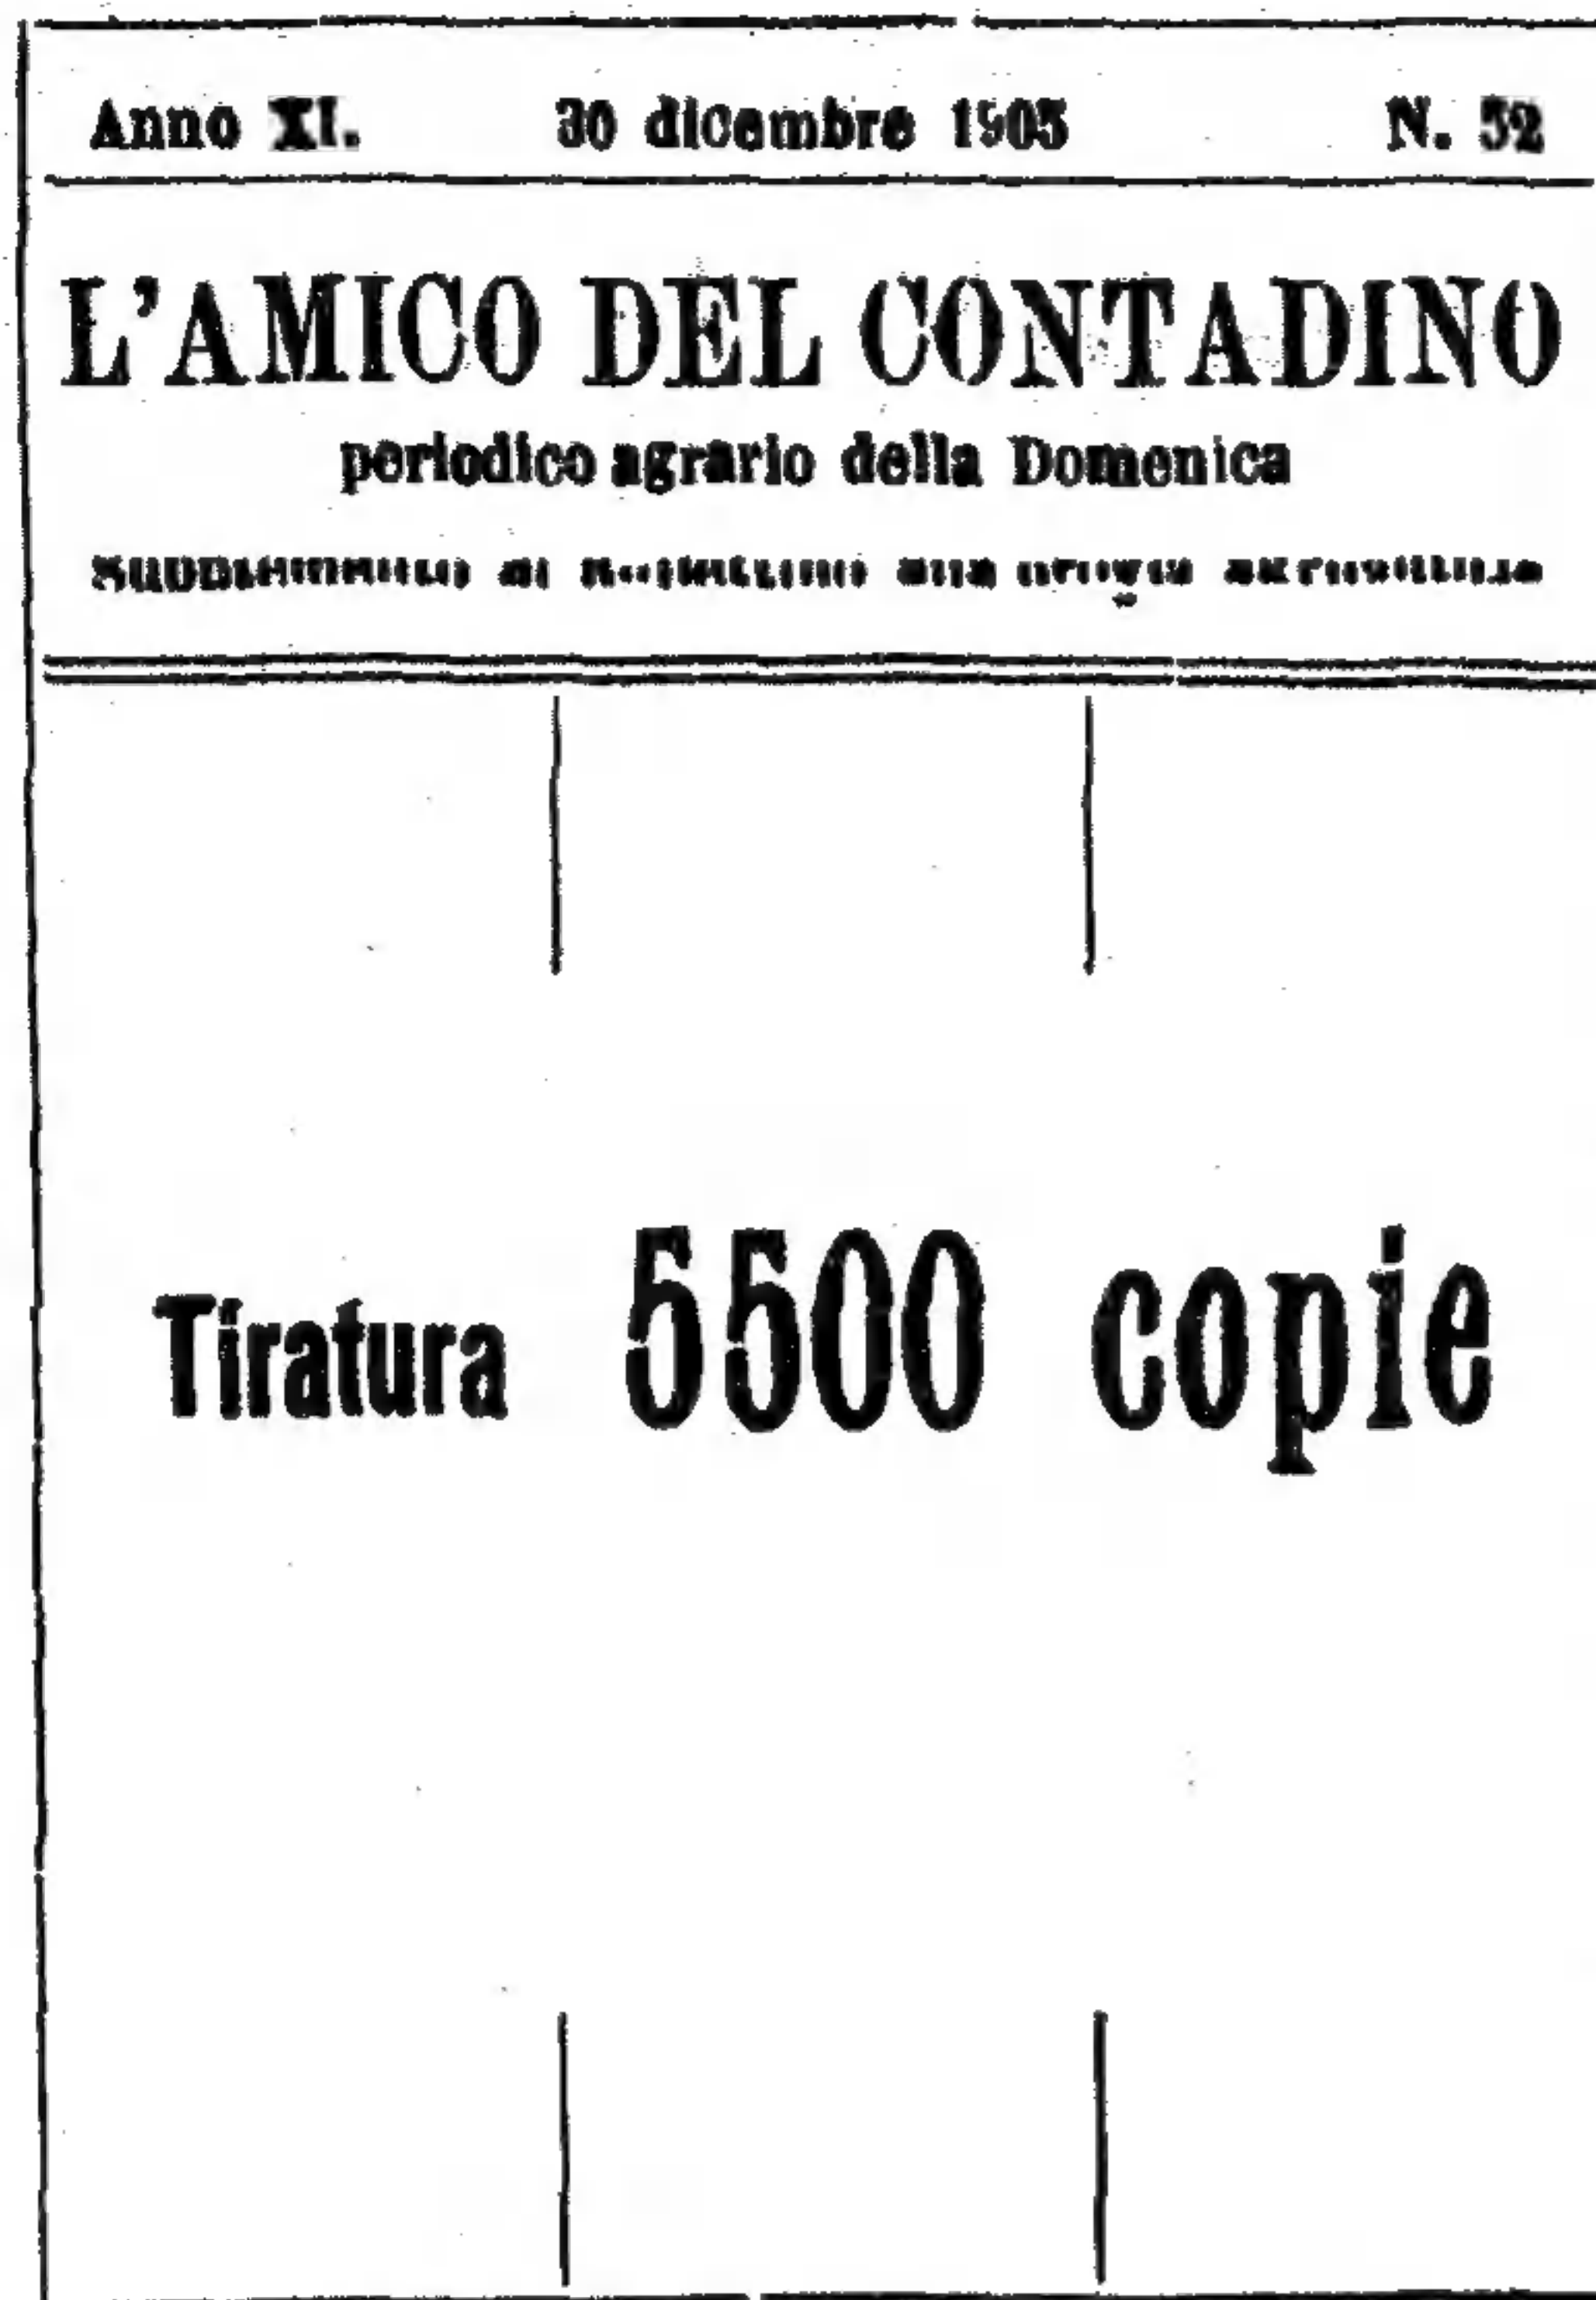 Anno XI. 30 dicembre 1905 N. 52
L'AMICO DEL CONTADINO
periodico agrario della Domenica
Tiratura 5500 copie